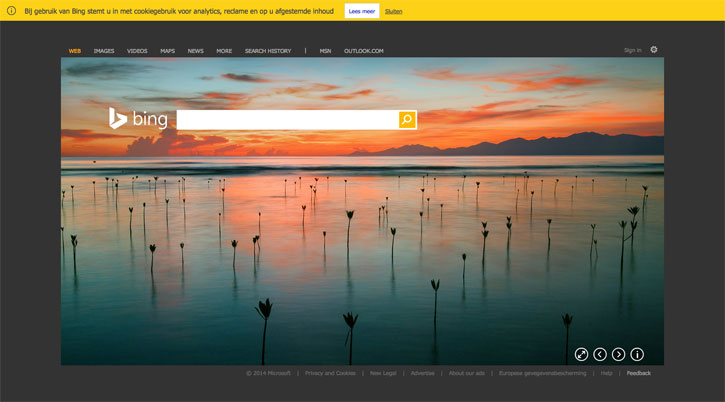 Bij gebruik van Bing stemt u in met cookiegebruik voor analytics, reclame en op u afgestemde inhoud Lees meer Sluiten
WEB IMAGES VIDEOS MAPS NEWS MORE SEARCH HISTORY | MSN OUTLOOK.COM Sign in
bing
© 2014 Microsoft | Privacy and Cookies | New Legal | Advertise | About our ads | Europese gegevensbescherming | Help | Feedback